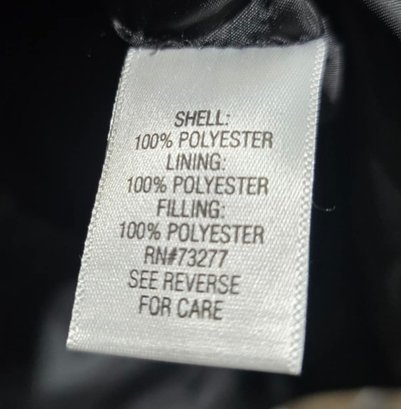 SHELL:
100% POLYESTER
LINING:
100% POLYESTER
FILLING:
100% POLYESTER
RN#73277
SEE REVERSE
FOR CARE